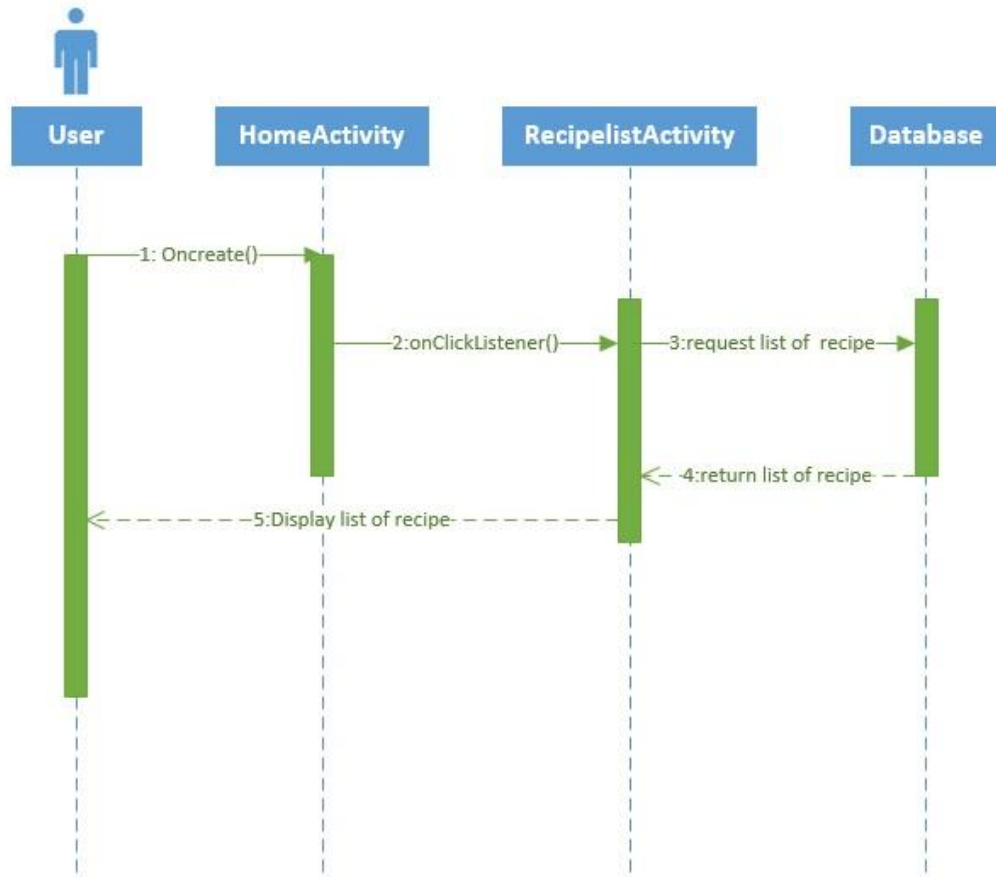 User
HomeActivity
RecipelistActivity
Database
1: Oncreate()
2:onClickListener()
3:request list of  recipe
4:return list of recipe
5:Display list of recipe